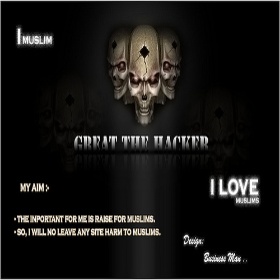 I MUSLIM
GREAT THE HACKER
MY AIM :-
I LOVE
MUSLIMS
• THE INPORTANT FOR ME IS RAISE FOR MUSLIMS.
• SO, I WILL NO LEAVE ANY SITE HARM TO MUSLIMS.
Design:
Business Man ..